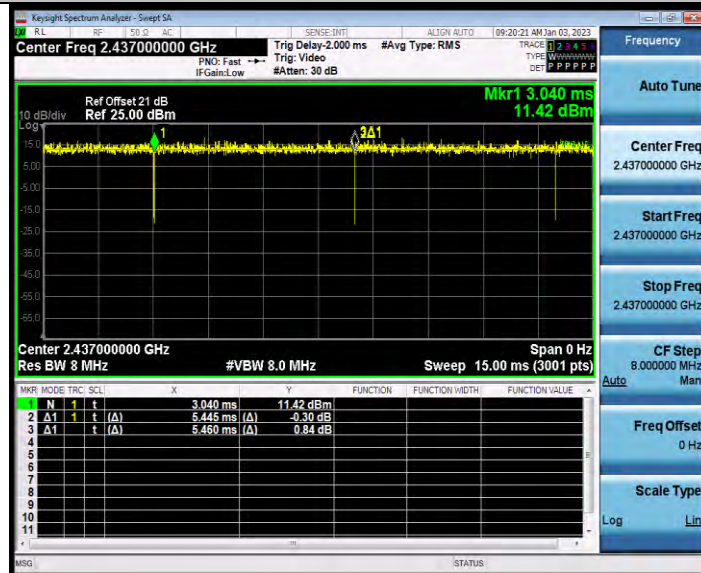 Keysight Spectrum Analyzer - Swept SA
RL RF 50 Ω AC SENSE:INT ALIGN AUTO 09:20:21 AM Jan 03, 2023
Center Freq 2.437000000 GHz
PNO: Fast
IFGain:Low
Trig Delay-2.000 ms
Trig: Video
#Atten: 30 dB
#Avg Type: RMS
TRACE 1 2 3 4 5 6
TYPE W
DET P P P P P P
Frequency
Auto Tune
Center Freq
2.437000000 GHz
Start Freq
2.437000000 GHz
Stop Freq
2.437000000 GHz
CF Step
8.000000 MHz
Auto Man
Freq Offset
0 Hz
Scale Type
Log Lin
Ref Offset 21 dB
10 dB/div Ref 25.00 dBm
Log
Mkr1 3.040 ms
11.42 dBm
15.0
5.00
-5.00
-15.0
-25.0
-35.0
-45.0
-55.0
-65.0
1
3Δ1
Center 2.437000000 GHz Span 0 Hz
Res BW 8 MHz #VBW 8.0 MHz Sweep 15.00 ms (3001 pts)
MKR MODE TRC SCL X Y FUNCTION FUNCTION WIDTH FUNCTION VALUE
1 N 1 t 3.040 ms 11.42 dBm
2 Δ1 1 t (Δ) 5.445 ms (Δ) -0.30 dB
3 Δ1 t (Δ) 5.460 ms (Δ) 0.84 dB
4
5
6
7
8
9
10
11
MSG STATUS